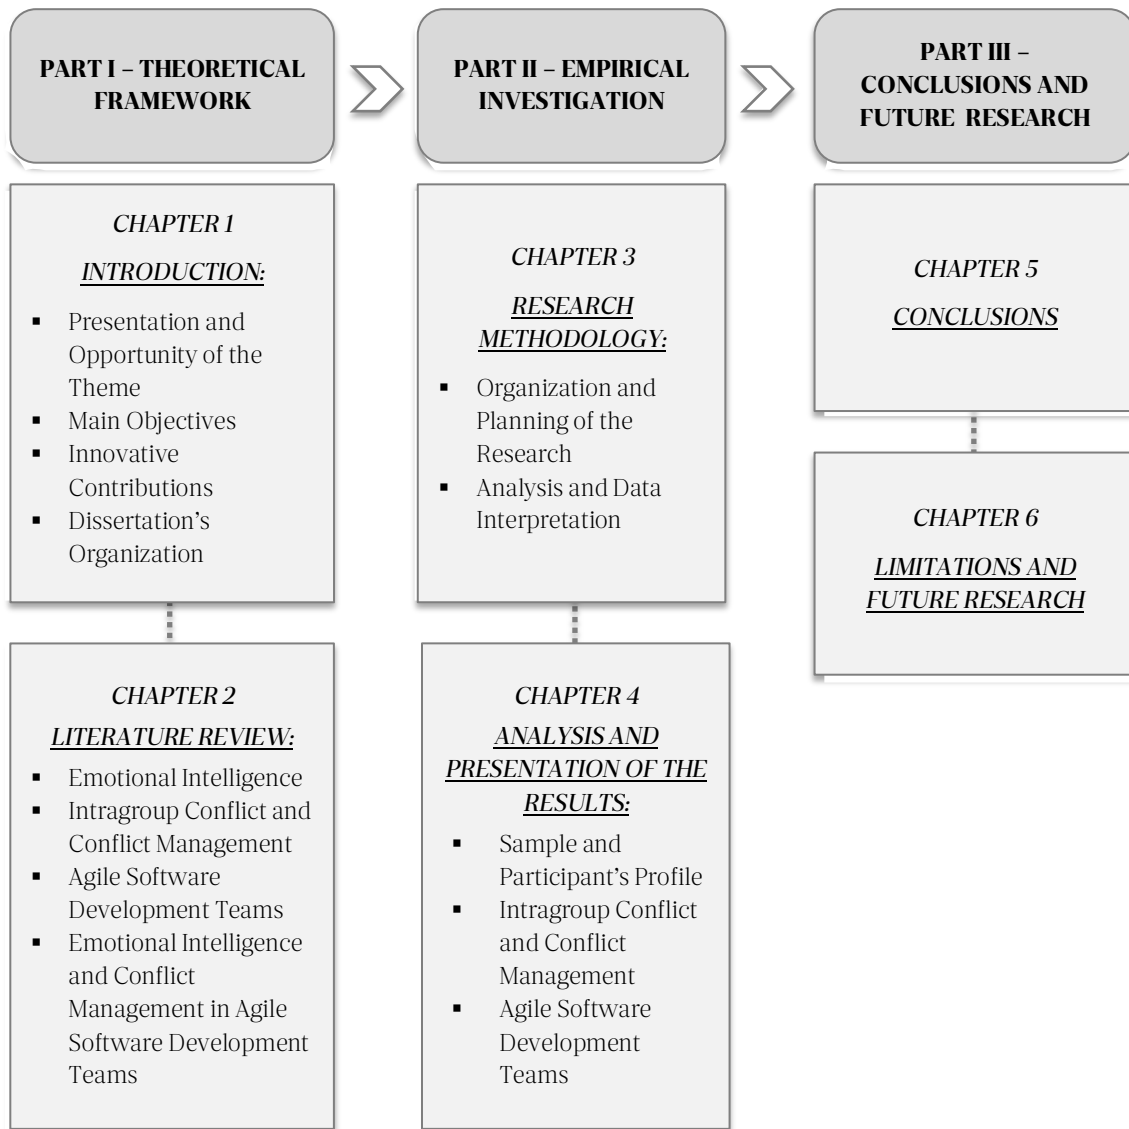 PART I – THEORETICAL
FRAMEWORK
PART II – EMPIRICAL
INVESTIGATION
PART III –
CONCLUSIONS AND
FUTURE RESEARCH
CHAPTER 1
INTRODUCTION:
▪ Presentation and
Opportunity of the
Theme
▪ Main Objectives
▪ Innovative
Contributions
▪ Dissertation’s
Organization
CHAPTER 2
LITERATURE REVIEW:
▪ Emotional Intelligence
▪ Intragroup Conflict and
Conflict Management
▪ Agile Software
Development Teams
▪ Emotional Intelligence
and Conflict
Management in Agile
Software Development
Teams
CHAPTER 3
RESEARCH
METHODOLOGY:
▪ Organization and
Planning of the
Research
▪ Analysis and Data
Interpretation
CHAPTER 4
ANALYSIS AND
PRESENTATION OF THE
RESULTS:
▪ Sample and
Participant’s Profile
▪ Intragroup Conflict
and Conflict
Management
▪ Agile Software
Development
Teams
CHAPTER 5
CONCLUSIONS
CHAPTER 6
LIMITATIONS AND
FUTURE RESEARCH